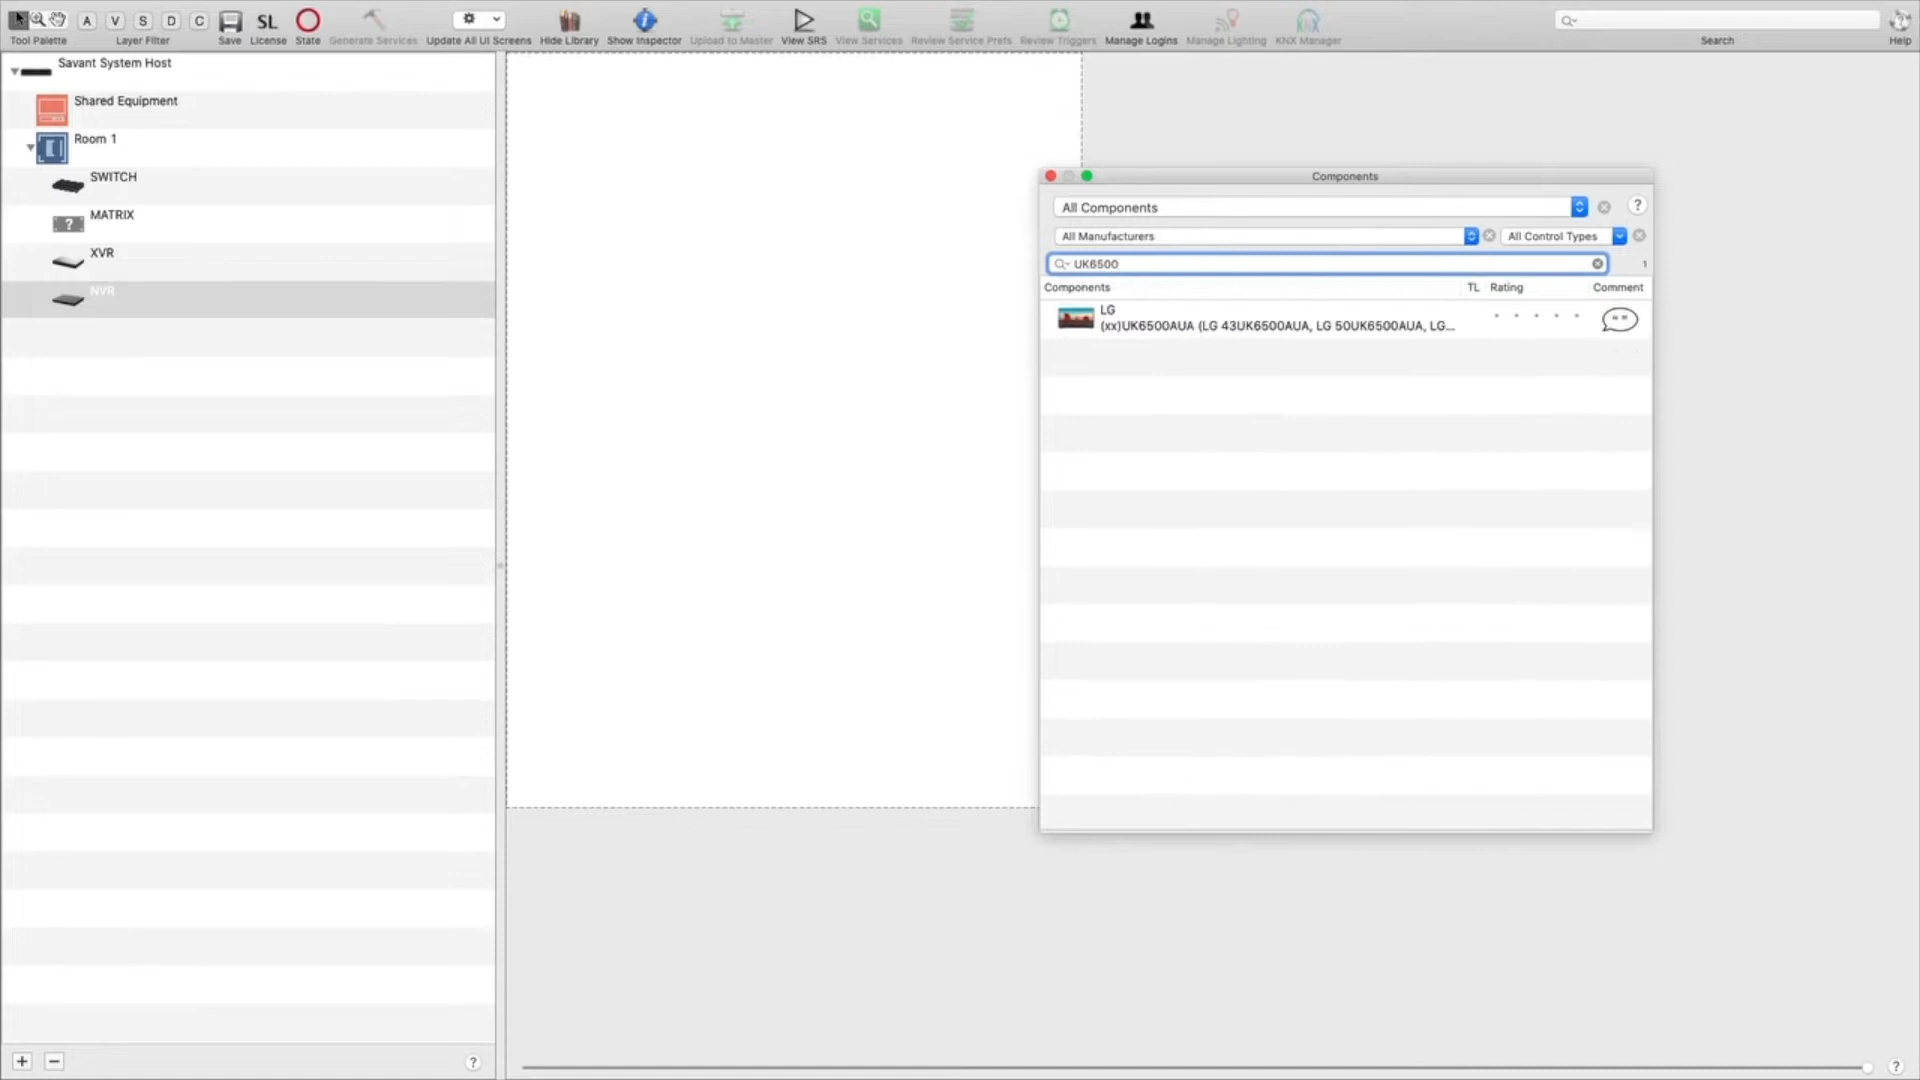 A V S D C SL
Tool Palette Layer Filter Save License State Generate Services Update All UI Screens Hide Library Show Inspector Upload to Master View SRS View Services Review Service Prefs Review Triggers Manage Logins Manage Lighting KNX Manager Search Help
Savant System Host
Shared Equipment
Room 1
SWITCH
?
MATRIX
XVR
NVR
Components
All Components ?
All Manufacturers All Control Types
UK6500 1
Components TL Rating Comment
LG
(xx)UK6500AUA (LG 43UK6500AUA, LG 50UK6500AUA, LG...
+ − ? ?